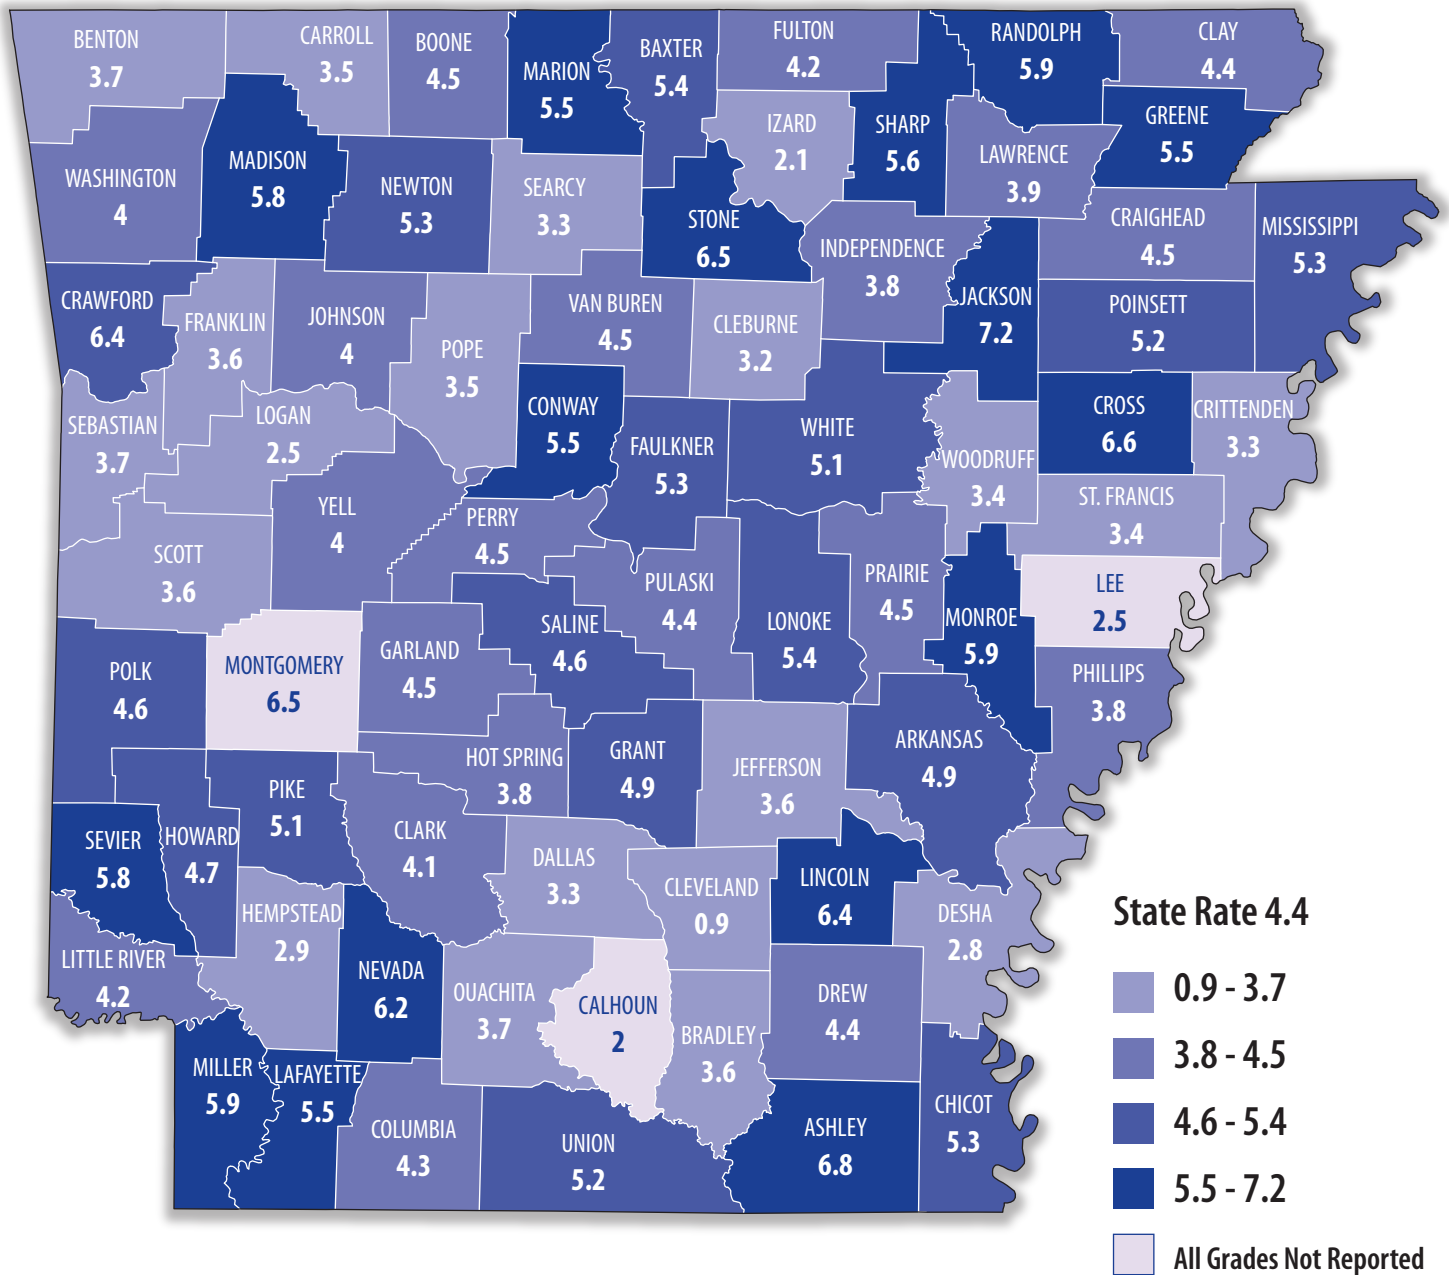 BENTON
3.7
CARROLL
3.5
BOONE
4.5
MARION
5.5
BAXTER
5.4
FULTON
4.2
RANDOLPH
5.9
CLAY
4.4
IZARD
2.1
SHARP
5.6
GREENE
5.5
LAWRENCE
3.9
WASHINGTON
4
MADISON
5.8
NEWTON
5.3
SEARCY
3.3
STONE
6.5
INDEPENDENCE
3.8
CRAIGHEAD
4.5
MISSISSIPPI
5.3
CRAWFORD
6.4
FRANKLIN
3.6
JOHNSON
4
POPE
3.5
VAN BUREN
4.5
CLEBURNE
3.2
JACKSON
7.2
POINSETT
5.2
SEBASTIAN
3.7
LOGAN
2.5
CONWAY
5.5
FAULKNER
5.3
WHITE
5.1
WOODRUFF
3.4
CROSS
6.6
CRITTENDEN
3.3
YELL
4
PERRY
4.5
ST. FRANCIS
3.4
SCOTT
3.6
PULASKI
4.4
PRAIRIE
4.5
LEE
2.5
POLK
4.6
MONTGOMERY
6.5
GARLAND
4.5
SALINE
4.6
LONOKE
5.4
MONROE
5.9
PHILLIPS
3.8
HOT SPRING
3.8
GRANT
4.9
JEFFERSON
3.6
ARKANSAS
4.9
SEVIER
5.8
HOWARD
4.7
PIKE
5.1
CLARK
4.1
DALLAS
3.3
CLEVELAND
0.9
LINCOLN
6.4
DESHA
2.8
LITTLE RIVER
4.2
HEMPSTEAD
2.9
NEVADA
6.2
OUACHITA
3.7
CALHOUN
2
BRADLEY
3.6
DREW
4.4
MILLER
5.9
LAFAYETTE
5.5
COLUMBIA
4.3
UNION
5.2
ASHLEY
6.8
CHICOT
5.3
State Rate 4.4
0.9 - 3.7
3.8 - 4.5
4.6 - 5.4
5.5 - 7.2
All Grades Not Reported